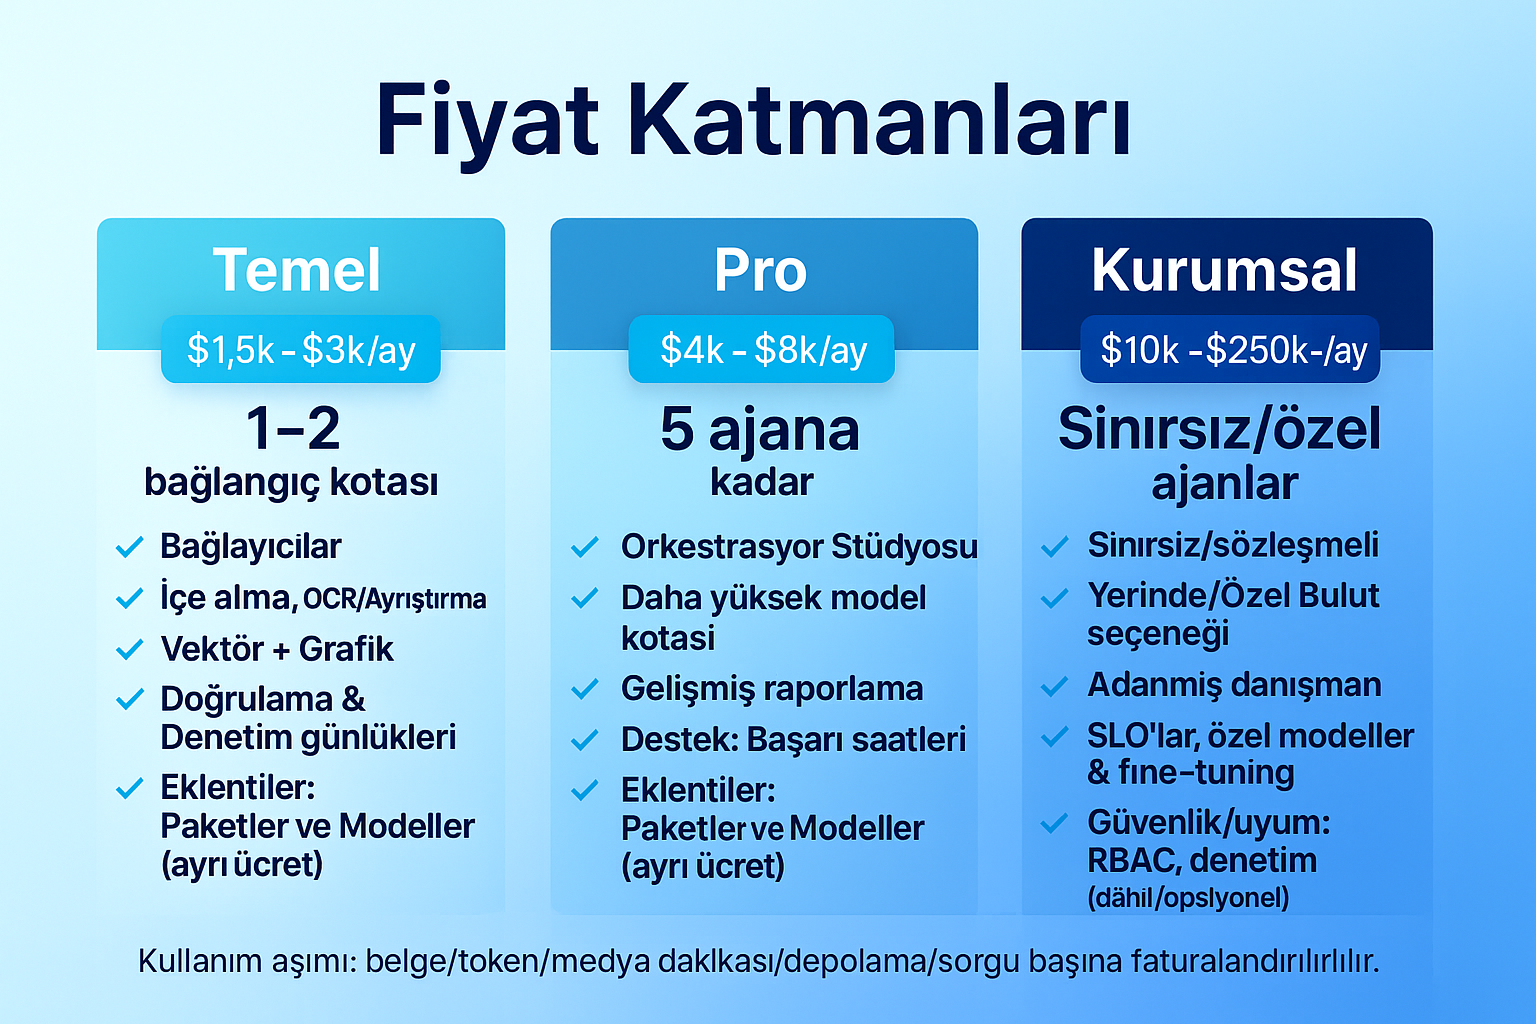 Fiyat Katmanları
Temel
$1,5k - $3k/ay
1–2
bağlangıç kotası
Bağlayıcilar
İçe alma, OCR/Ayrıştırma
Vektör + Grafik
Doğrulama &
Denetim günlükleri
Eklentiler:
Paketler ve Modeller
(ayrı ücret)
Pro
$4k - $8k/ay
5 ajana
kadar
Orkestrasyor Stüdyosu
Daha yüksek model
kotasi
Gelişmiş raporlama
Destek: Başarı saatleri
Eklentiler:
Paketler ve Modeller
(ayrı ücret)
Kurumsal
$10k -$250k-/ay
Sinırsız/özel
ajanlar
Sinırsiz/sözleşmeli
Yerinde/Özel Bulut
seçeneği
Adanmiş danışman
SLO'lar, özel modeller
& fıne-tuning
Güvenlik/uyum:
RBAC, denetim
(dähil/opslyonel)
Kullanım aşımı: belge/token/medya daklkası/depolama/sorgu başına faturalandırılırlılır.